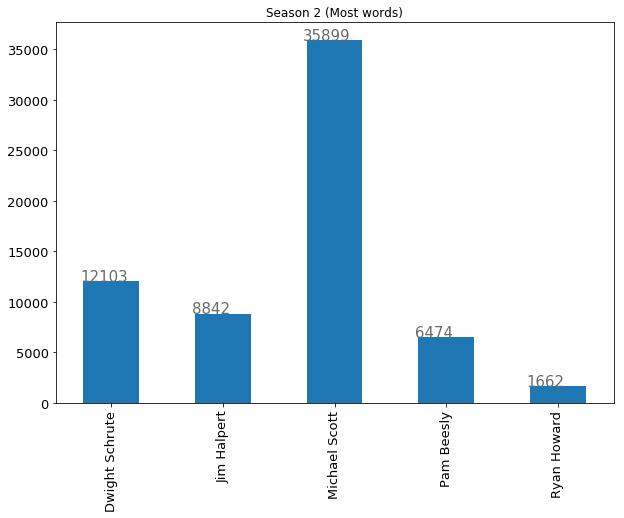 Season 2 (Most words)
35899
35000
30000
25000
20000
15000
12103
10000
8842
6474
5000
1662
0
Dwight Schrute
Jim Halpert
Michael Scott
Pam Beesly
Ryan Howard